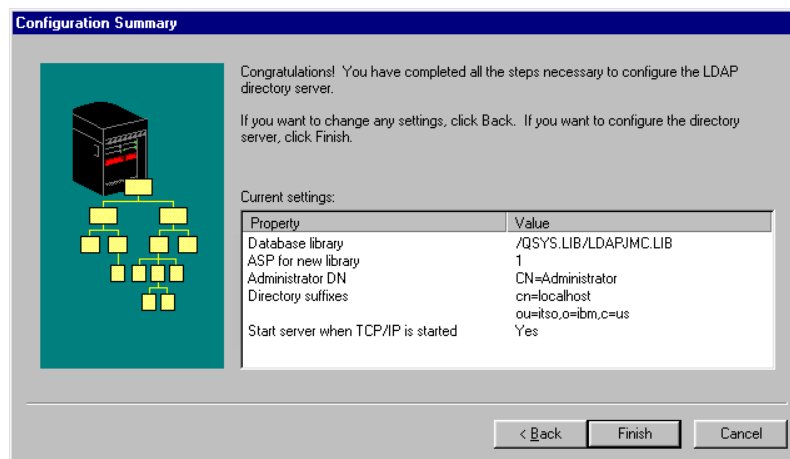 Configuration Summary
Congratulations! You have completed all the steps necessary to configure the LDAP
directory server.
If you want to change any settings, click Back. If you want to configure the directory
server, click Finish.
Current settings:
Property Value
Database library /QSYS.LIB/LDAPJMC.LIB
ASP for new library 1
Administrator DN CN=Administrator
Directory suffixes cn=localhost
ou=itso,o=ibm,c=us
Start server when TCP/IP is started Yes
< Back Finish Cancel